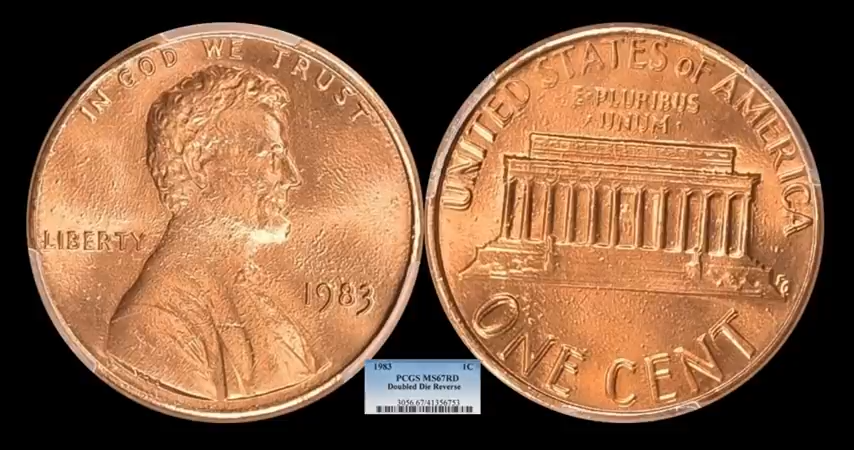 IN GOD WE TRUST
LIBERTY
1983
UNITED STATES OF AMERICA
E·PLURIBUS
UNUM
ONE CENT
1983 1C
PCGS MS67RD
Doubled Die Reverse
3056.67/41356753